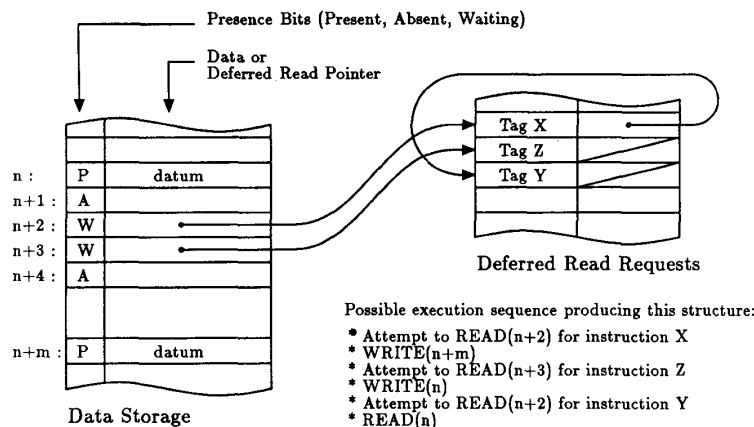 Presence Bits (Present, Absent, Waiting)
Data or
Deferred Read Pointer
n : P datum
n+1 : A
n+2 : W
n+3 : W
n+4 : A
n+m : P datum
Data Storage
Tag X
Tag Z
Tag Y
Deferred Read Requests
Possible execution sequence producing this structure:
* Attempt to READ(n+2) for instruction X
* WRITE(n+m)
* Attempt to READ(n+3) for instruction Z
* WRITE(n)
* Attempt to READ(n+2) for instruction Y
* READ(n)